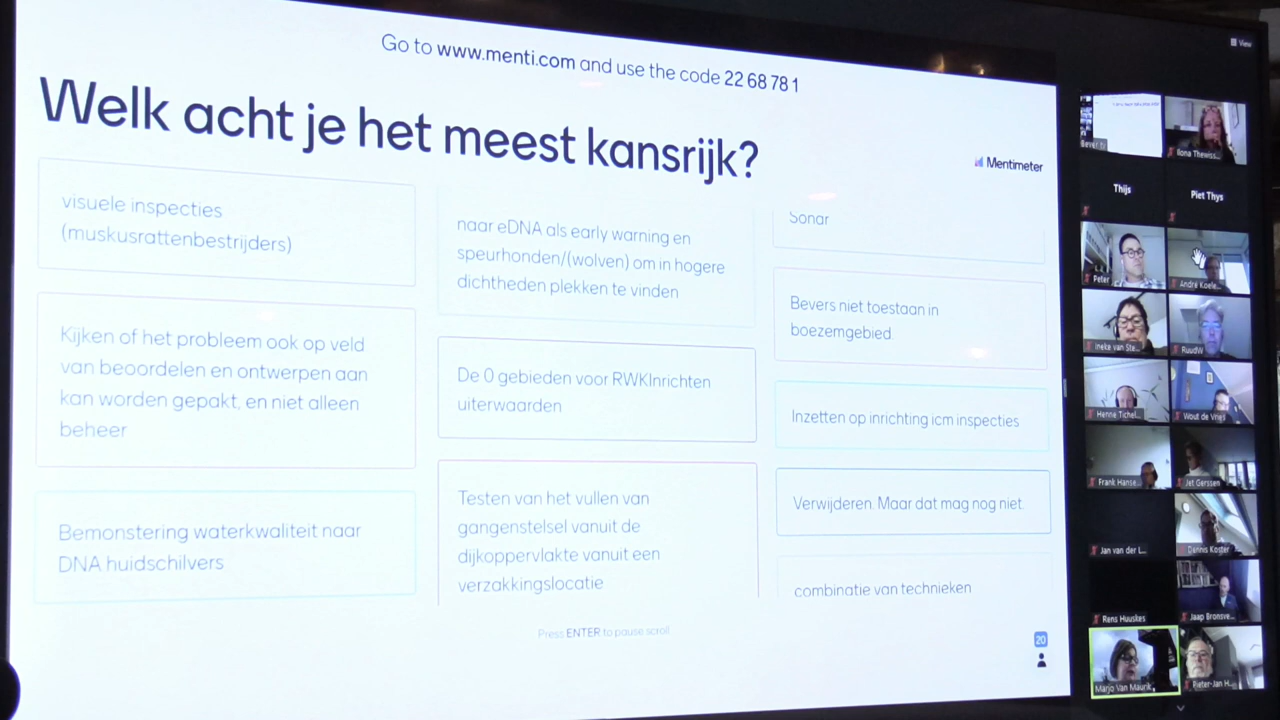 Go to www.menti.com and use the code 22 68 78 1
Welk acht je het meest kansrijk?
Mentimeter
visuele inspecties
(muskusrattenbestrijders)
Kijken of het probleem ook op veld
van beoordelen en ontwerpen aan
kan worden gepakt, en niet alleen
beheer
Bemonstering waterkwaliteit naar
DNA huidschilvers
naar eDNA als early warning en
speurhonden/(wolven) om in hogere
dichtheden plekken te vinden
De 0 gebieden voor RWKInrichten
uiterwaarden
Testen van het vullen van
gangenstelsel vanuit de
dijkoppervlakte vanuit een
verzakkingslocatie
Sonar
Bevers niet toestaan in
boezemgebied.
Inzetten op inrichting icm inspecties
Verwijderen. Maar dat mag nog niet.
combinatie van technieken
Press ENTER to pause scroll
20
View
Ilona Thewiss...
Thijs
Piet Thys
Peter
André Koele...
Ineke van Ste...
RuudW
Henne Tichel...
Wout de Vries
Frank Hanse...
Jet Gerssen
Jan van der L...
Dennis Koster
Rens Huuskes
Jaap Bronsve...
Marjo Van Maurik,
Pieter-Jan H...